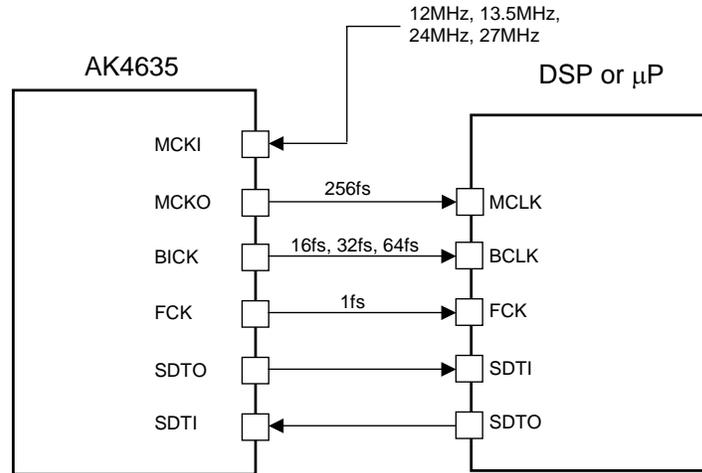 12MHz, 13.5MHz,
24MHz, 27MHz
AK4635
DSP or μP
MCKI
MCKO
256fs
MCLK
BICK
16fs, 32fs, 64fs
BCLK
FCK
1fs
FCK
SDTO
SDTI
SDTI
SDTO